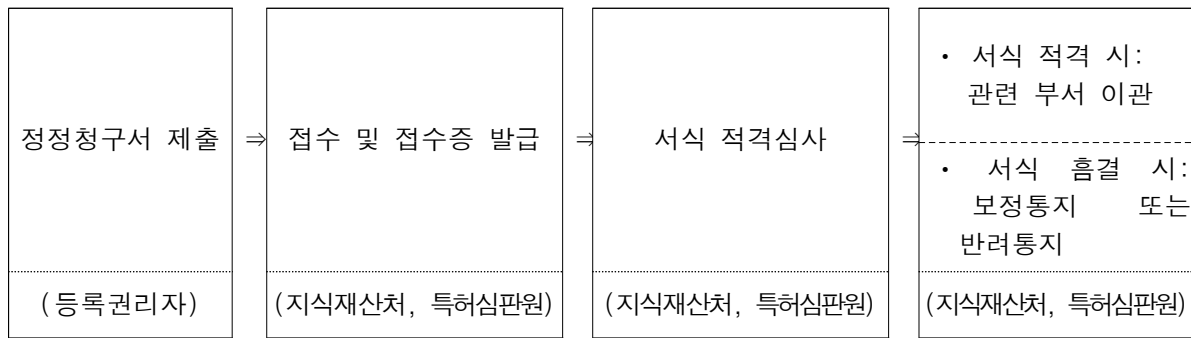 정정청구서 제출
⇒
접수 및 접수증 발급
⇒
서식 적격심사
⇒
• 서식 적격 시:
관련 부서 이관
• 서식 흠결 시:
보정통지 또는
반려통지
(등록권리자)
(지식재산처, 특허심판원)
(지식재산처, 특허심판원)
(지식재산처, 특허심판원)